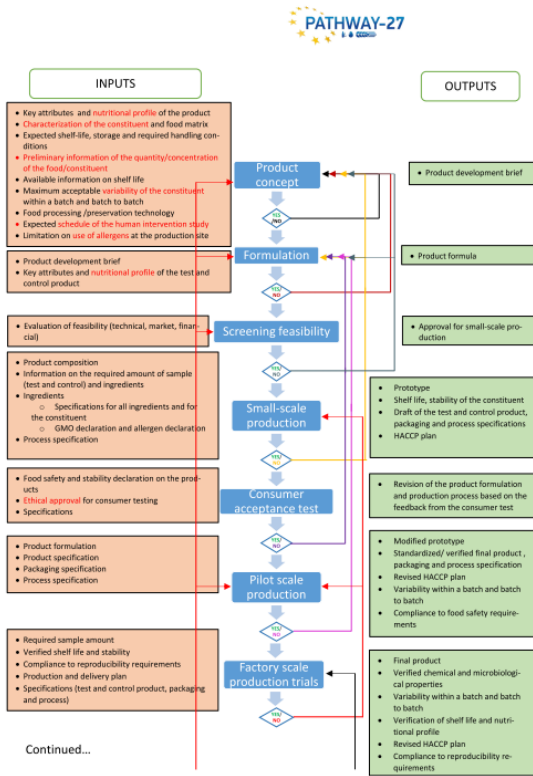 PATHWAY-27
INPUTS
OUTPUTS
• Key attributes and nutritional profile of the product
• Characterization of the constituent and food matrix
• Expected shelf-life, storage and required handling con-
ditions
• Preliminary information of the quantity/concentration
of the food/constituent
• Available information on shelf life
• Maximum acceptable variability of the constituent
within a batch and batch to batch
• Food processing /preservation technology
• Expected schedule of the human intervention study
• Limitation on use of allergens at the production site
Product
concept
• Product development brief
YES
/NO
• Product development brief
• Key attributes and nutritional profile of the test and
control product
Formulation
• Product formula
YES/
NO
• Evaluation of feasibility (technical, market, finan-
cial)
Screening feasibility
• Approval for small-scale pro-
duction
YES/
NO
• Product composition
• Information on the required amount of sample
(test and control) and ingredients
• Ingredients
o Specifications for all ingredients and for
the constituent
o GMO declaration and allergen declaration
• Process specification
Small-scale
production
• Prototype
• Shelf life, stability of the constituent
• Draft of the test and control product,
packaging and process specifications
• HACCP plan
YES/
NO
• Food safety and stability declaration on the prod-
ucts
• Ethical approval for consumer testing
• Specifications
Consumer
acceptance test
• Revision of the product formulation
and production process based on the
feedback from the consumer test
YES/
NO
• Product formulation
• Product specification
• Packaging specification
• Process specification
Pilot scale
production
• Modified prototype
• Standardized/ verified final product ,
packaging and process specification
• Revised HACCP plan
• Variability within a batch and batch
to batch
• Compliance to food safety require-
ments
YES/
NO
• Required sample amount
• Verified shelf life and stability
• Compliance to reproducibility requirements
• Production and delivery plan
• Specifications (test and control product, packaging
and process)
Factory scale
production trials
• Final product
• Verified chemical and microbiologi-
cal properties
• Variability within a batch and batch
to batch
• Verification of shelf life and nutri-
tional profile
• Revised HACCP plan
• Compliance to reproducibility re-
quirements
YES/
NO
Continued...